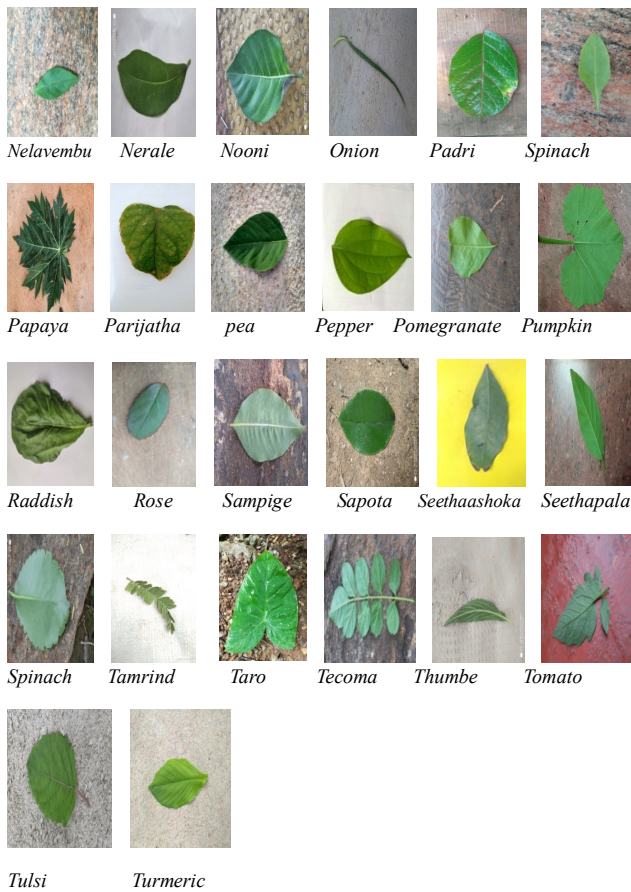 Nelavembu Nerale Nooni Onion Padri Spinach
Papaya Parijatha pea Pepper Pomegranate Pumpkin
Raddish Rose Sampige Sapota Seethaashoka Seethapala
Spinach Tamrind Taro Tecoma Thumbe Tomato
Tulsi Turmeric